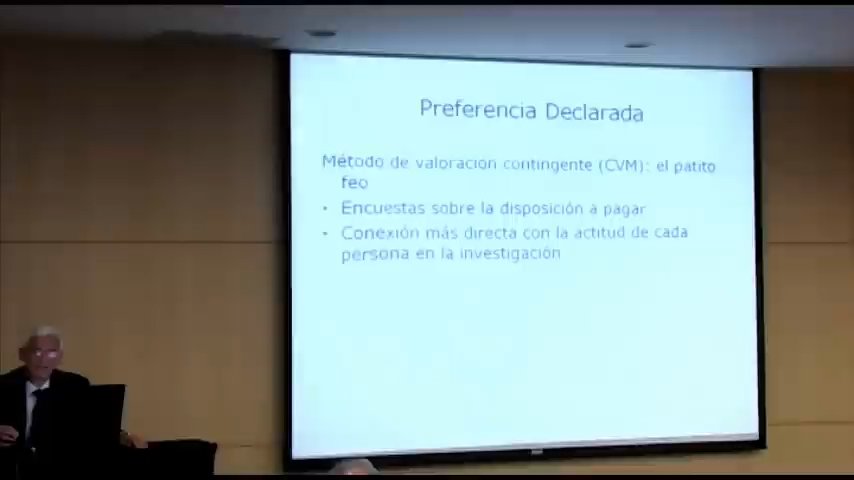 Preferencia Declarada
Método de valoración contingente (CVM): el patito
feo
• Encuestas sobre la disposición a pagar
• Conexión más directa con la actitud de cada
persona en la investigación